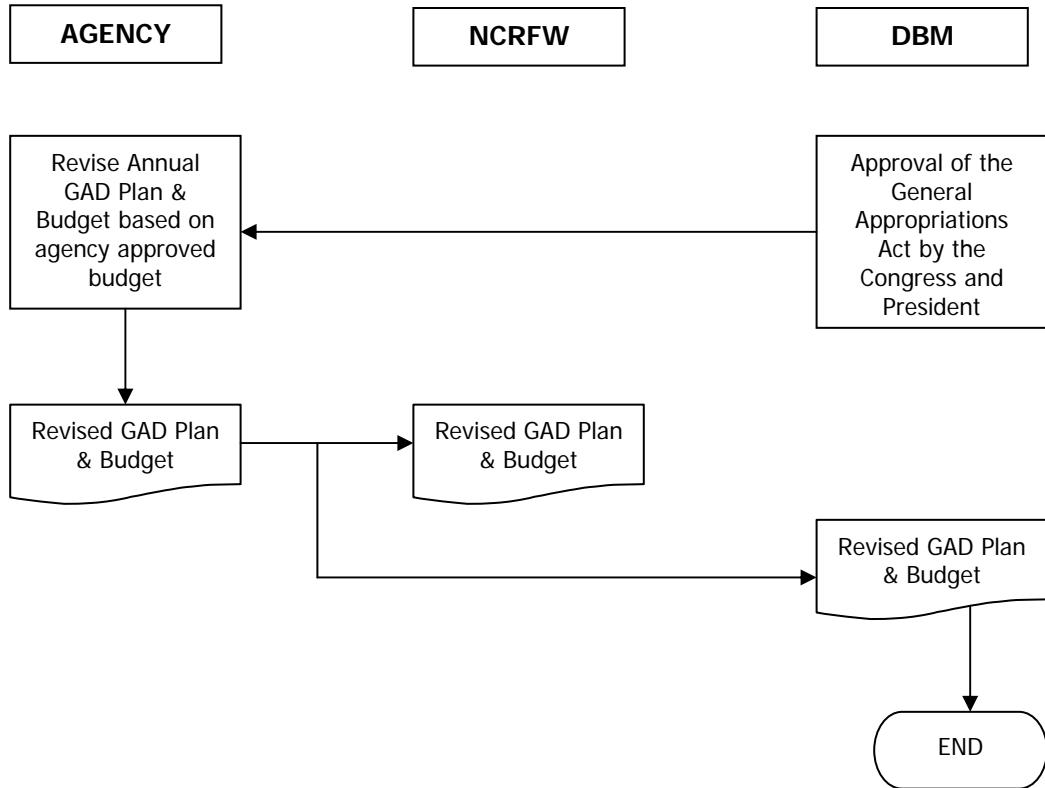 AGENCY
NCRFW
DBM
Revise Annual
GAD Plan &
Budget based on
agency approved
budget
Approval of the
General
Appropriations
Act by the
Congress and
President
Revised GAD Plan
& Budget
Revised GAD Plan
& Budget
Revised GAD Plan
& Budget
END